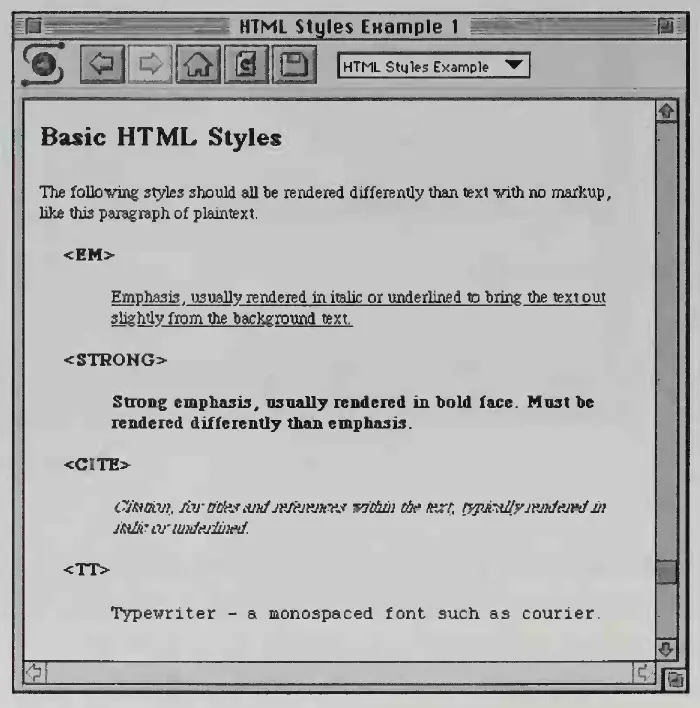 HTML Styles Example 1
HTML Styles Example
Basic HTML Styles
The following styles should all be rendered differently than text with no markup,
like this paragraph of plaintext.
<EM>
Emphasis, usually rendered in italic or underlined to bring the text out
slightly from the background text.
<STRONG>
Strong emphasis, usually rendered in bold face. Must be
rendered differently than emphasis.
<CITE>
Citation, for titles and references within the text, typically rendered in
italic or underlined.
<TT>
Typewriter - a monospaced font such as courier.